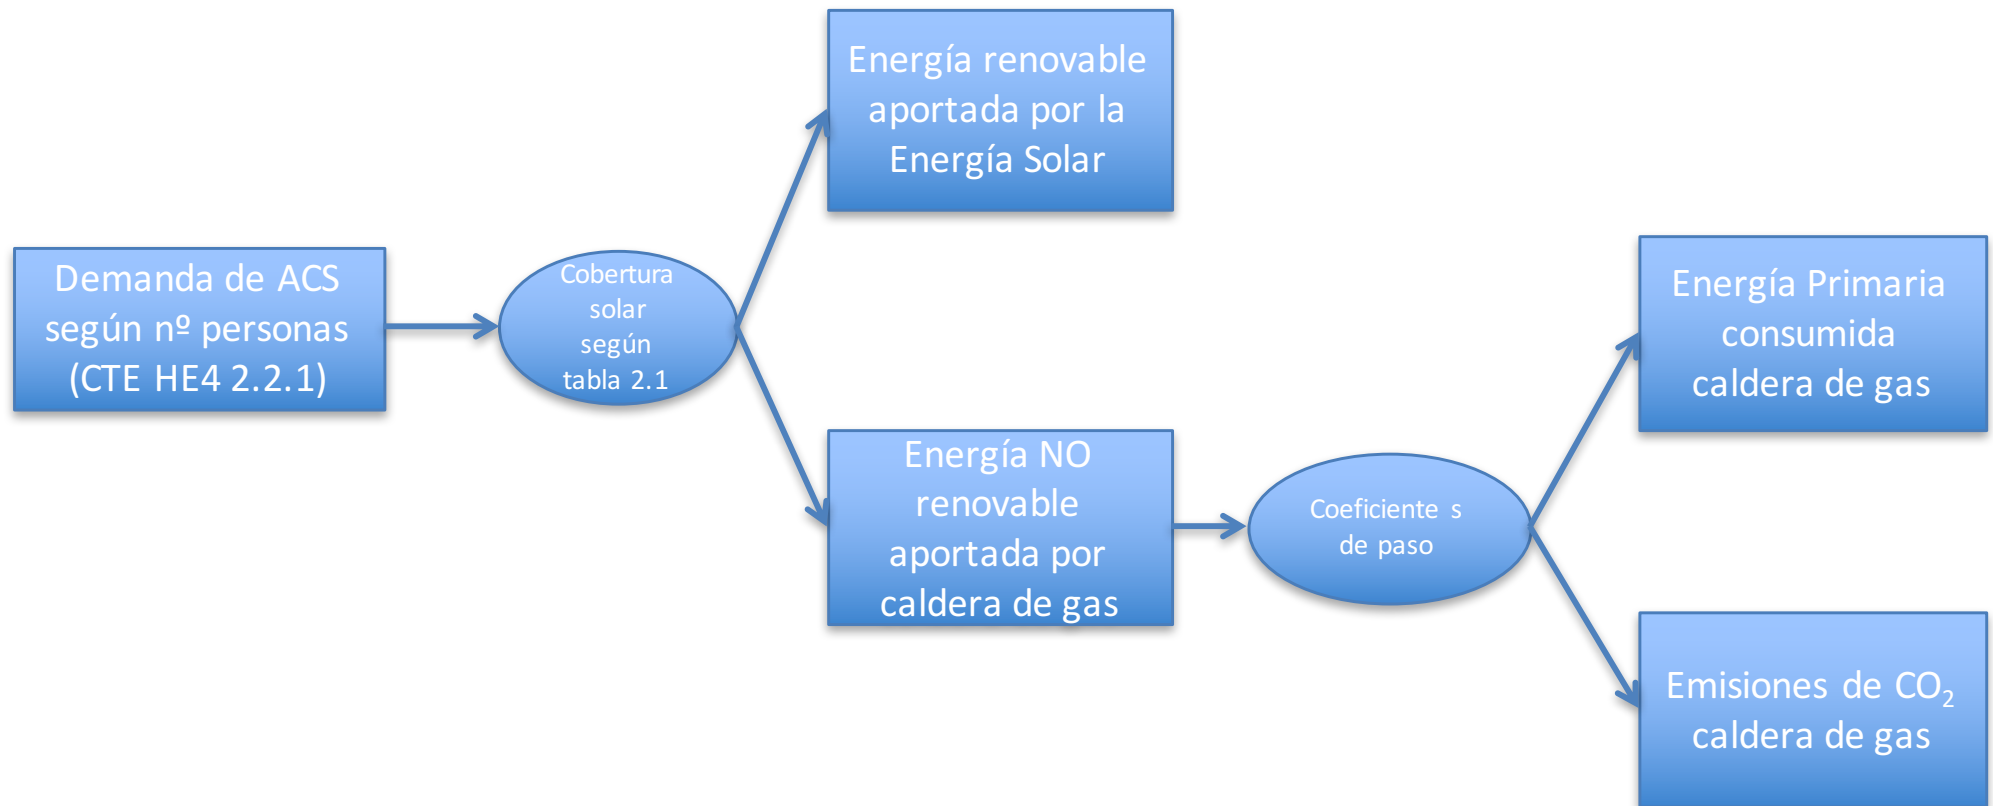 Energía renovable
aportada por la
Energía Solar
Demanda de ACS
según nº personas
(CTE HE4 2.2.1)
Cobertura
solar
según
tabla 2.1
Energía Primaria
consumida
caldera de gas
Energía NO
renovable
aportada por
caldera de gas
Coeficiente s
de paso
Emisiones de CO₂
caldera de gas